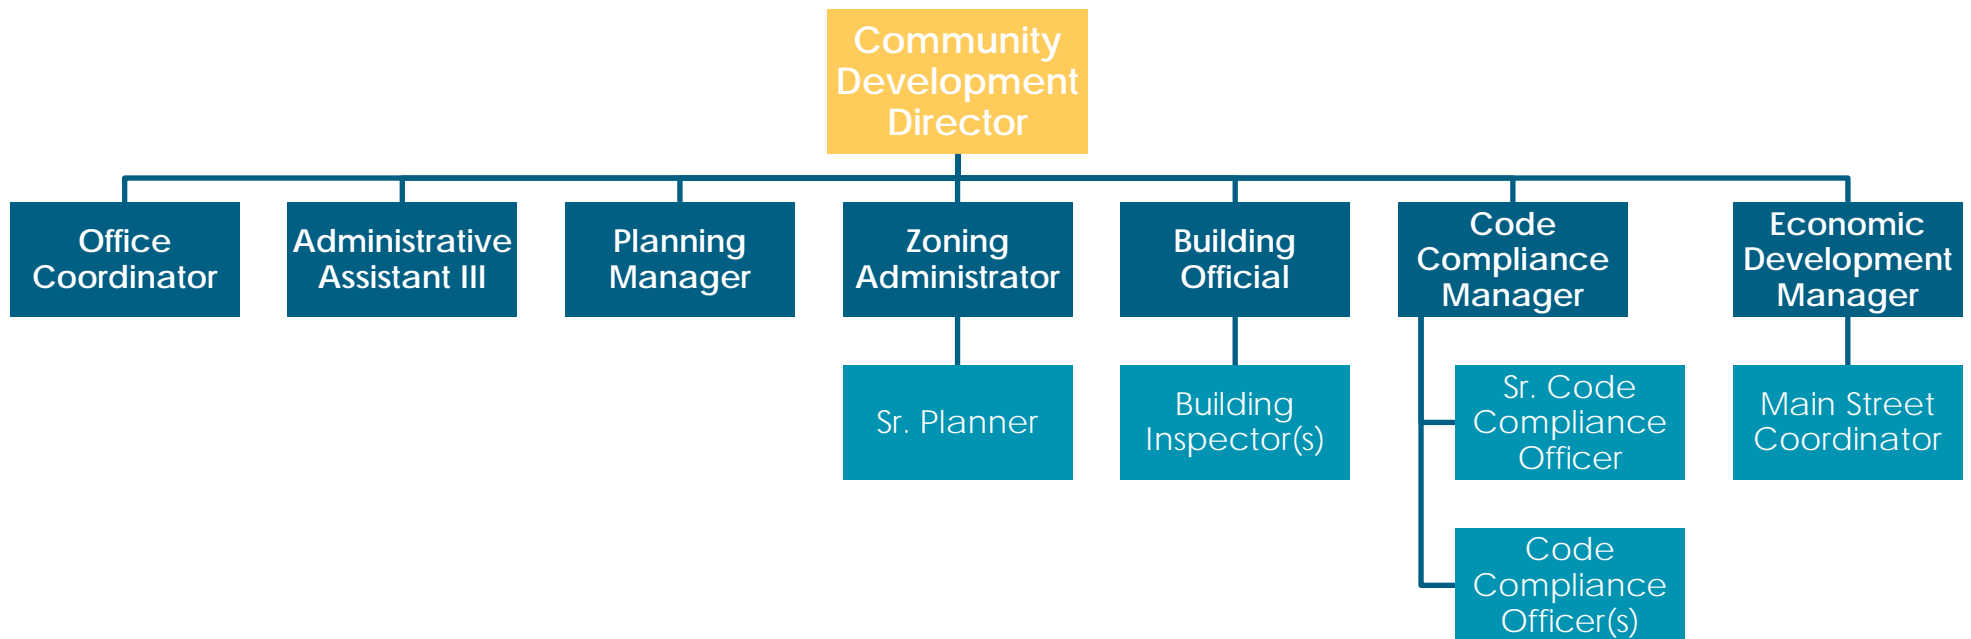 Community
Development
Director
Office
Coordinator
Administrative
Assistant III
Planning
Manager
Zoning
Administrator
Building
Official
Code
Compliance
Manager
Economic
Development
Manager
Sr. Planner
Building
Inspector(s)
Sr. Code
Compliance
Officer
Main Street
Coordinator
Code
Compliance
Officer(s)